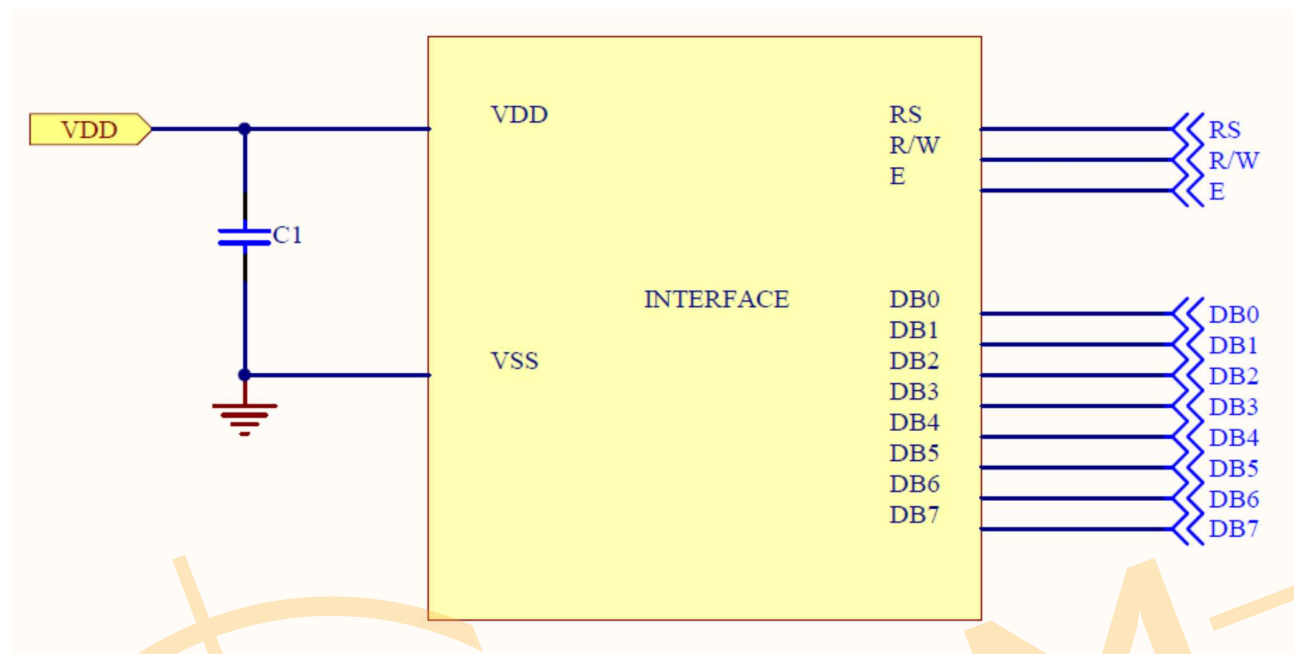 VDD
C1
VDD
VSS
INTERFACE
RS
R/W
E
DB0
DB1
DB2
DB3
DB4
DB5
DB6
DB7
RS
R/W
E
DB0
DB1
DB2
DB3
DB4
DB5
DB6
DB7